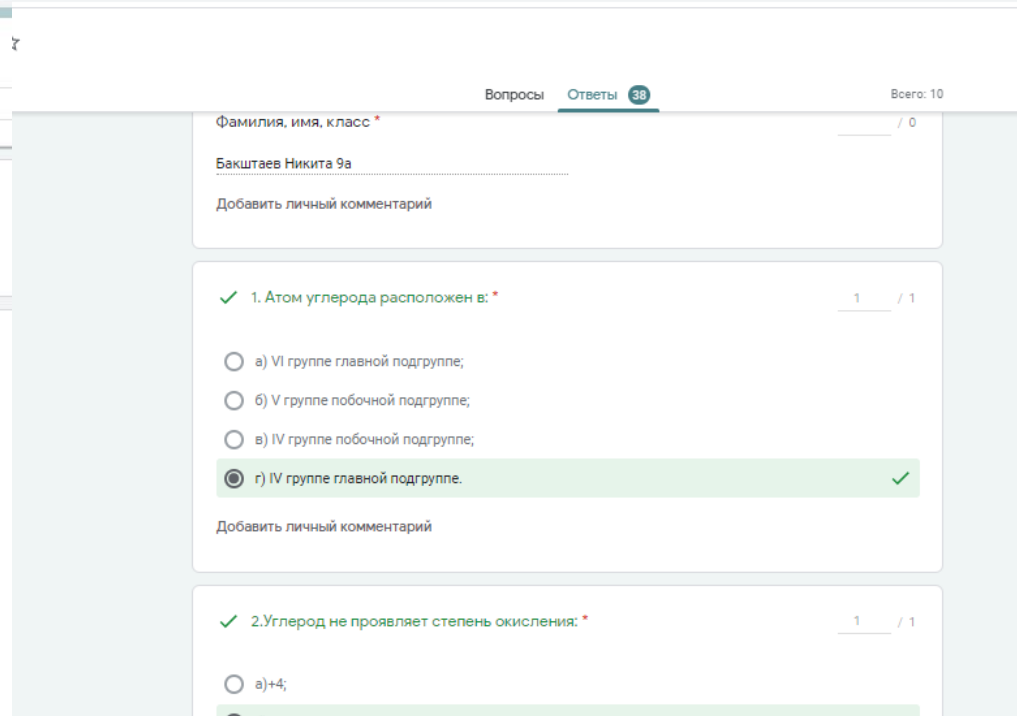 Вопросы Ответы 38 Всего: 10
Фамилия, имя, класс * / 0
Бакштаев Никита 9а
Добавить личный комментарий
1. Атом углерода расположен в: * 1 / 1
а) VI группе главной подгруппе;
б) V группе побочной подгруппе;
в) IV группе побочной подгруппе;
г) IV группе главной подгруппе.
Добавить личный комментарий
2.Углерод не проявляет степень окисления: * 1 / 1
а)+4;